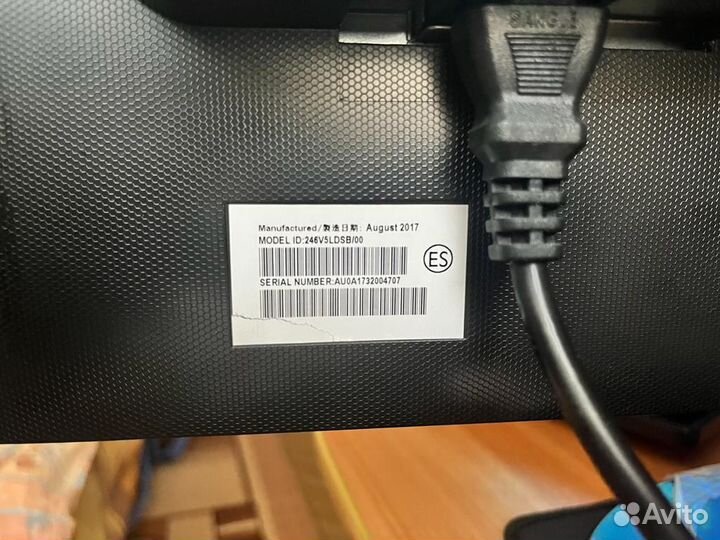 Manufactured/製造日期: August 2017
MODEL ID:246V5LDSB/00
ES
SERIAL NUMBER:AU0A1732004707
Avito